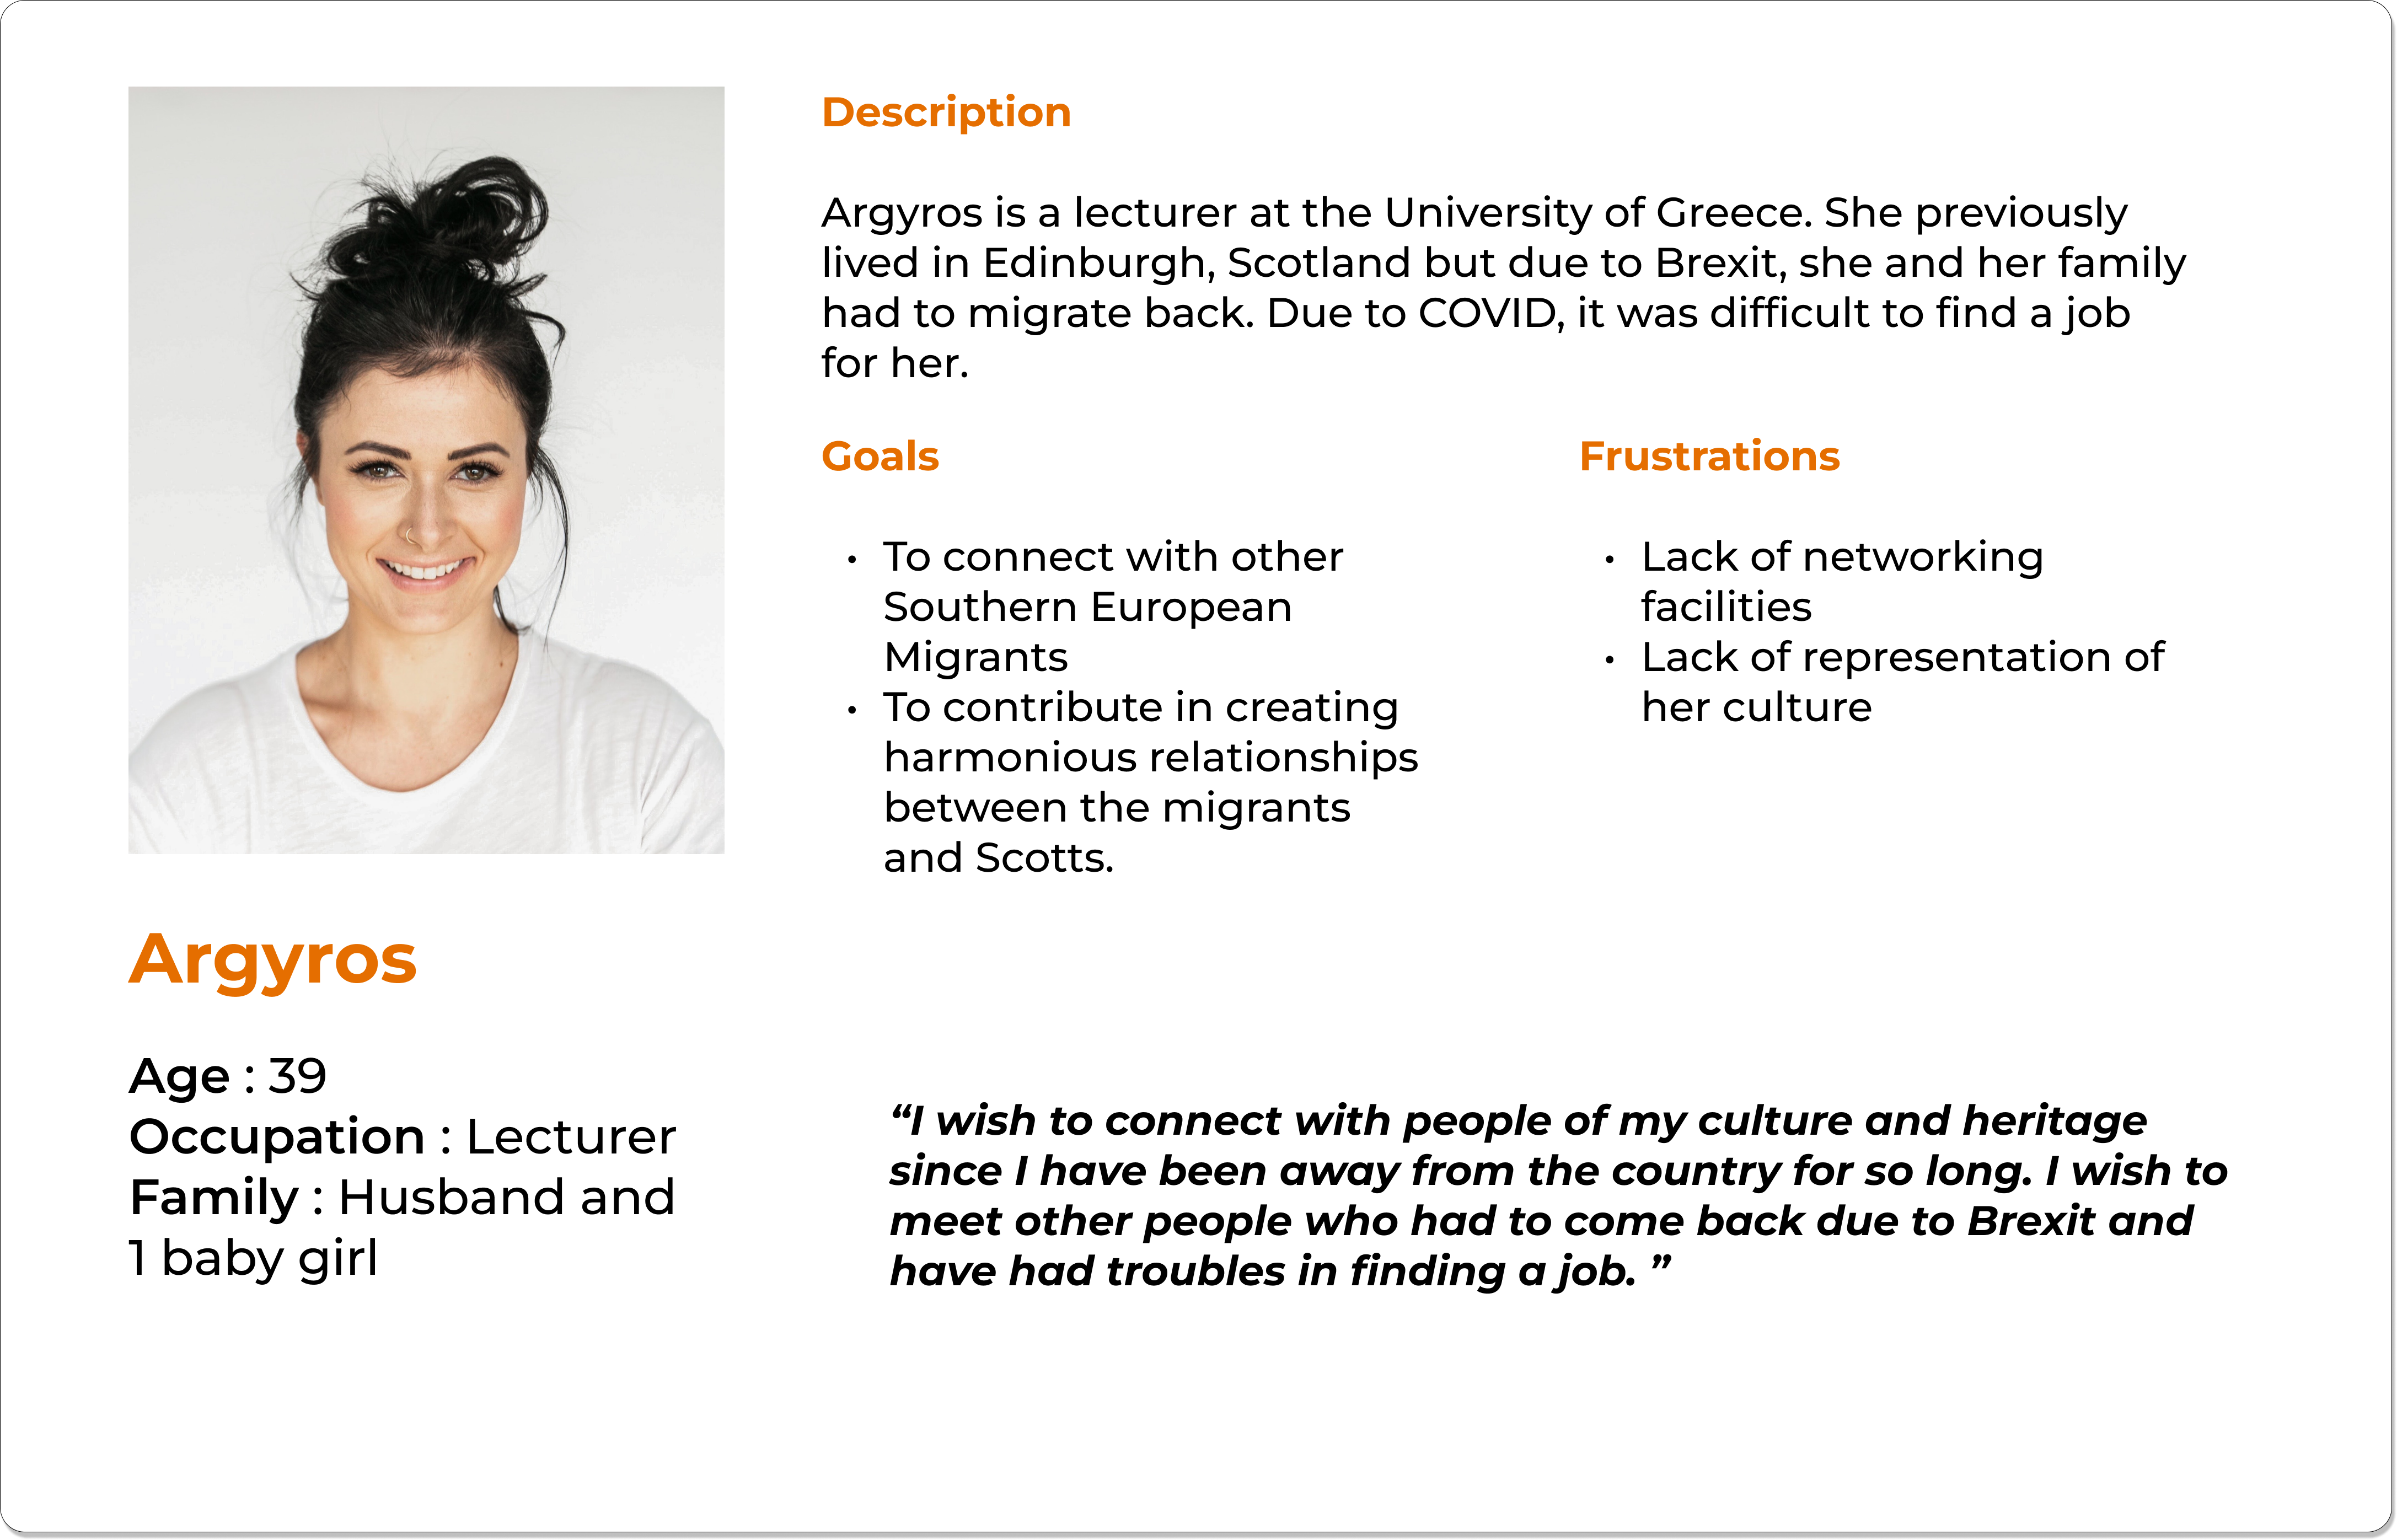 Description
Argyros is a lecturer at the University of Greece. She previously
lived in Edinburgh, Scotland but due to Brexit, she and her family
had to migrate back. Due to COVID, it was difficult to find a job
for her.
Goals
• To connect with other
Southern European
Migrants
• To contribute in creating
harmonious relationships
between the migrants
and Scotts.
Frustrations
• Lack of networking
facilities
• Lack of representation of
her culture
Argyros
Age : 39
Occupation : Lecturer
Family : Husband and
1 baby girl
“I wish to connect with people of my culture and heritage
since I have been away from the country for so long. I wish to
meet other people who had to come back due to Brexit and
have had troubles in finding a job. ”